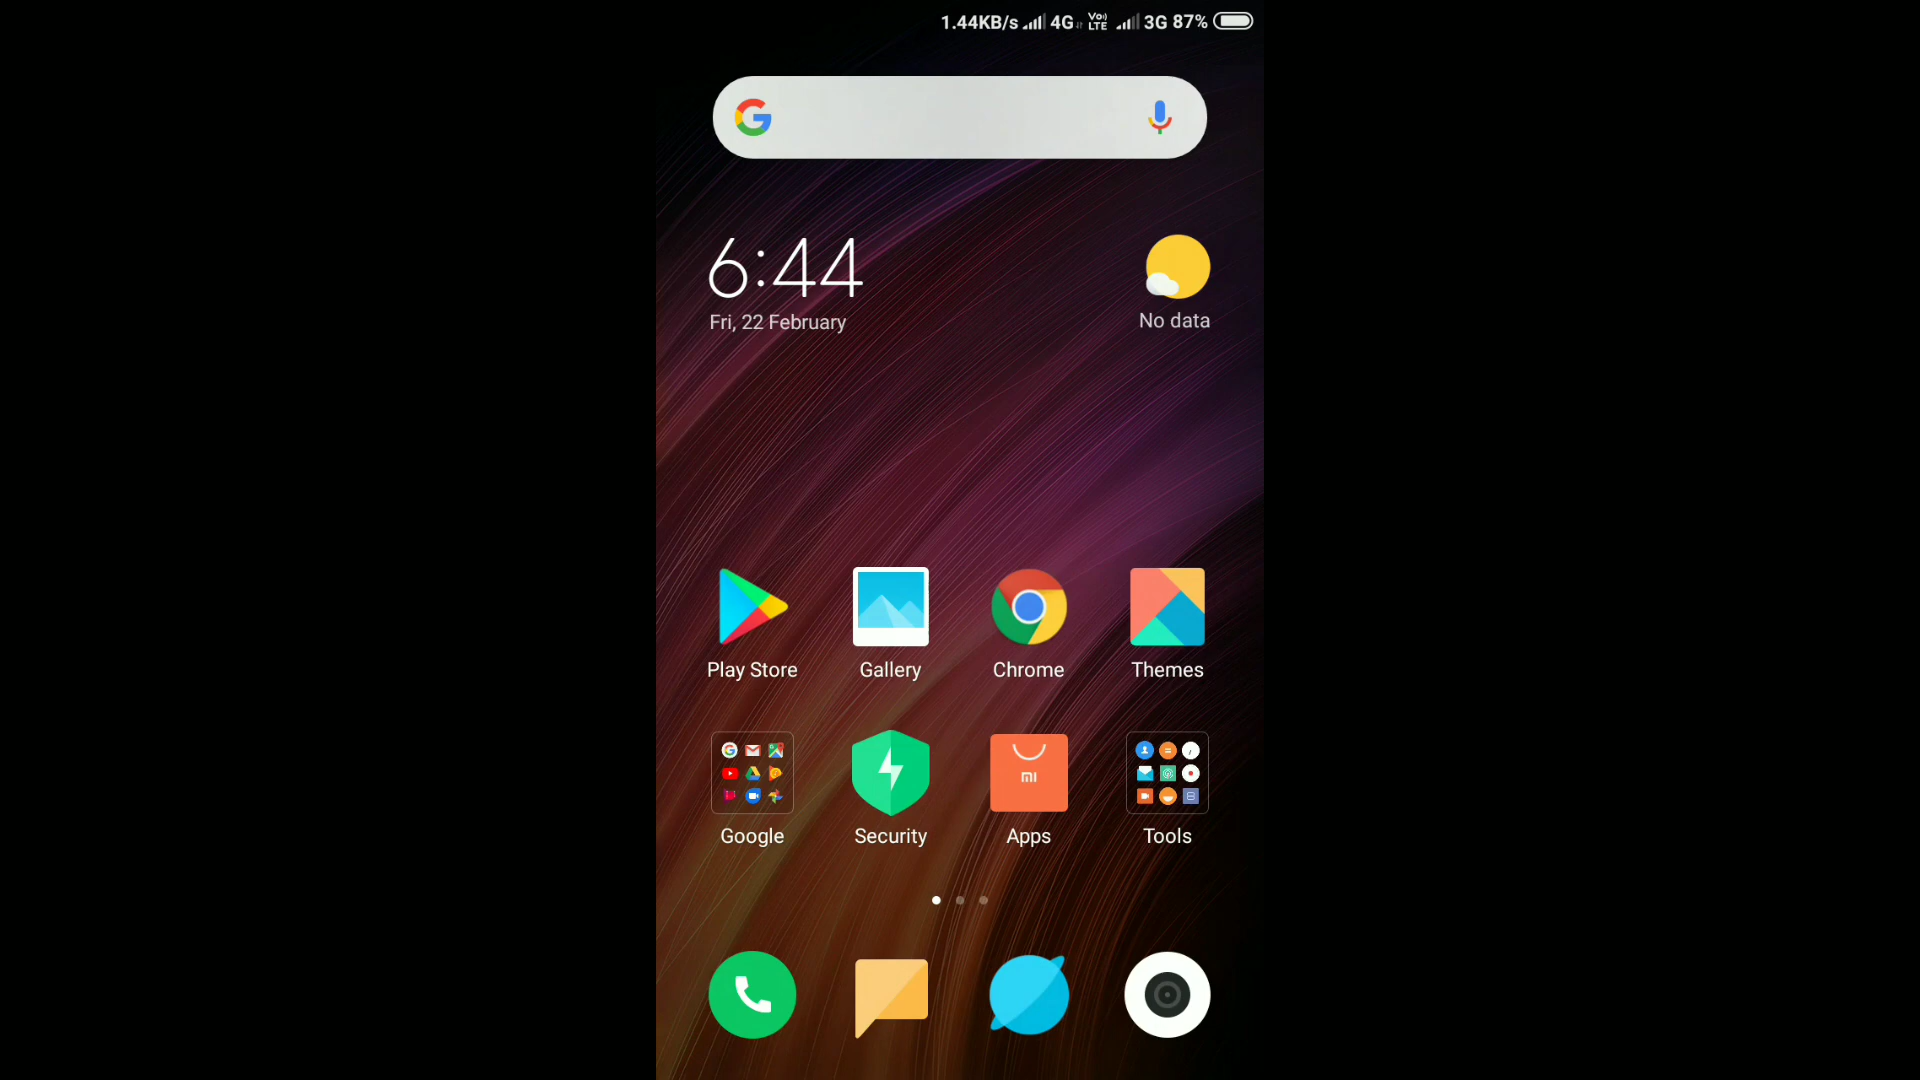 1.44KB/s 4G VoLTE 3G 87%
6:44
Fri, 22 February
No data
Play Store Gallery Chrome Themes
mi
Google Security Apps Tools